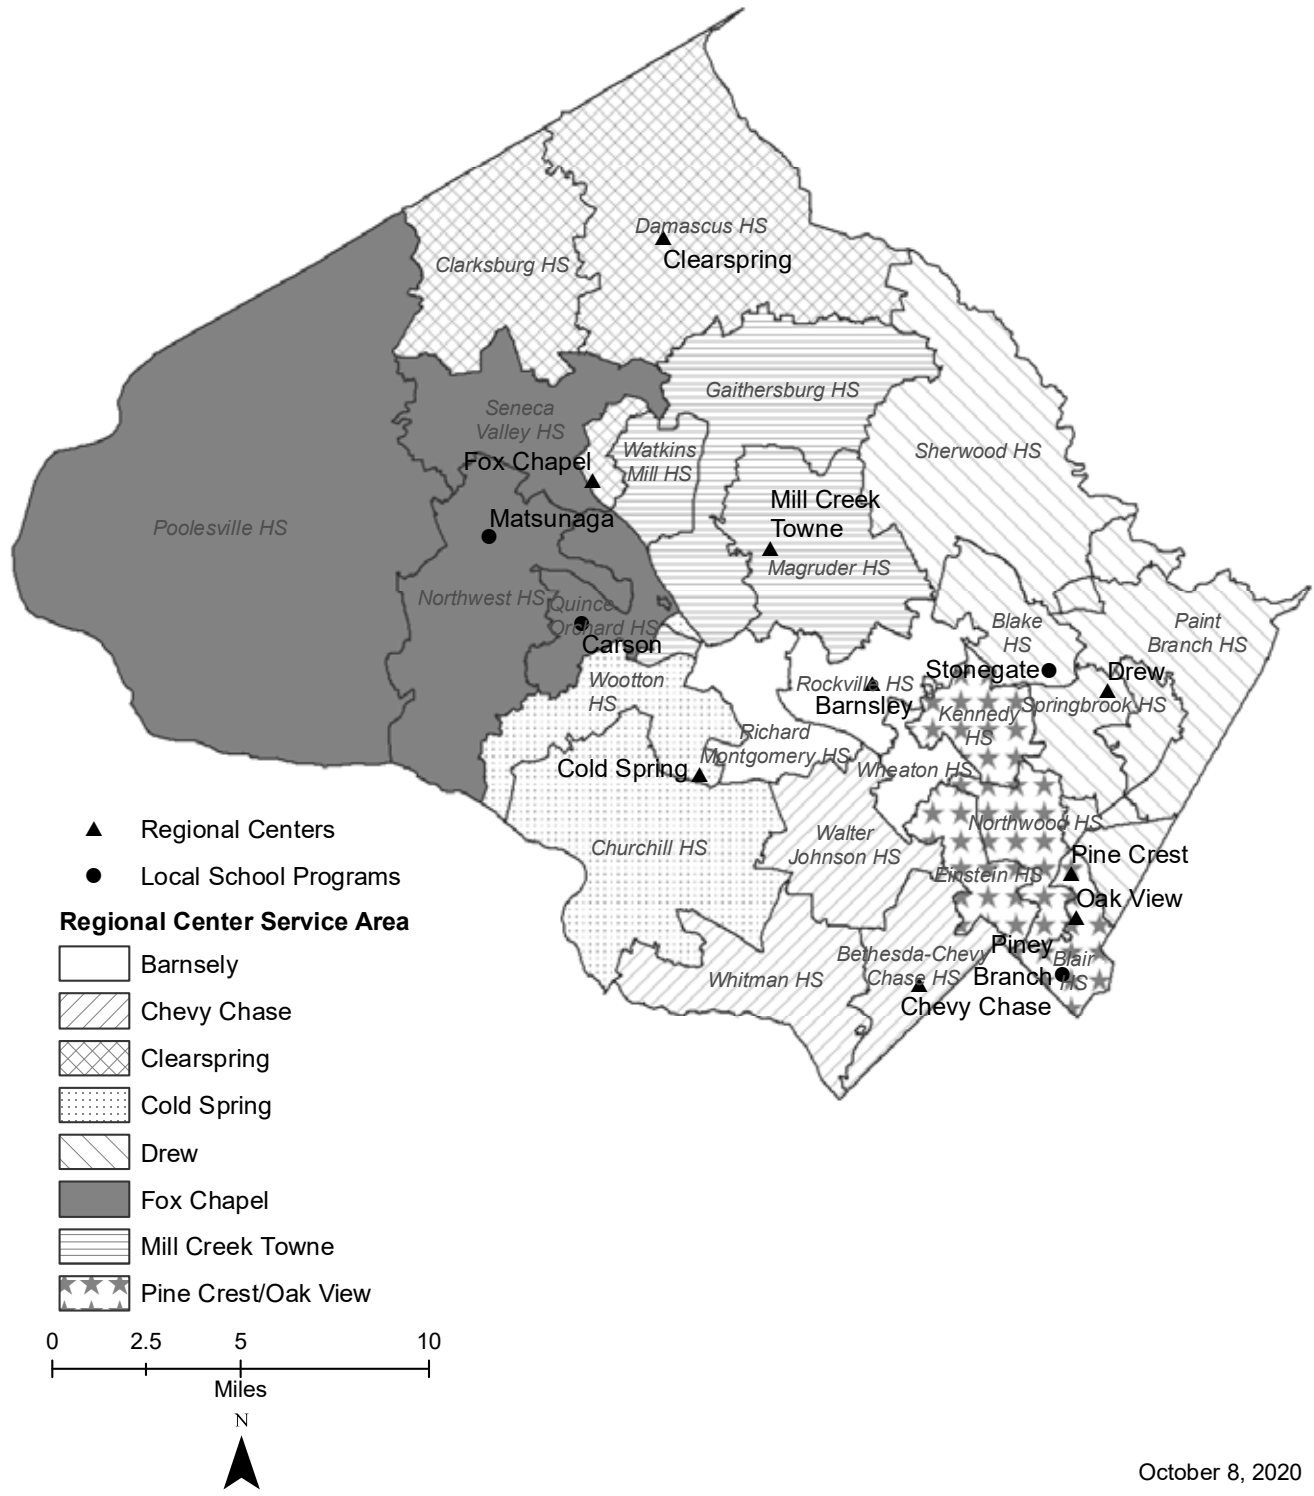 Damascus HS
Clearspring
Clarksburg HS
Gaithersburg HS
Seneca
Valley HS
Watkins
Mill HS
Sherwood HS
Fox Chapel
Mill Creek
Towne
Matsunaga
Poolesville HS
Magruder HS
Northwest HS
Quince
Orchard HS
Carson
Blake
HS
Paint
Branch HS
Stonegate
Drew
Wootton
HS
Rockville HS
Barnsley
Kennedy
HS
Springbrook HS
Richard
Montgomery HS
Cold Spring
Wheaton HS
Churchill HS
Walter
Johnson HS
Northwood HS
Pine Crest
Einstein HS
Oak View
Whitman HS
Bethesda-Chevy
Chase HS
Piney
Branch
Blair
HS
Chevy Chase
Regional Centers
Local School Programs
Regional Center Service Area
Barnsely
Chevy Chase
Clearspring
Cold Spring
Drew
Fox Chapel
Mill Creek Towne
Pine Crest/Oak View
0 2.5 5 10
Miles
N
October 8, 2020